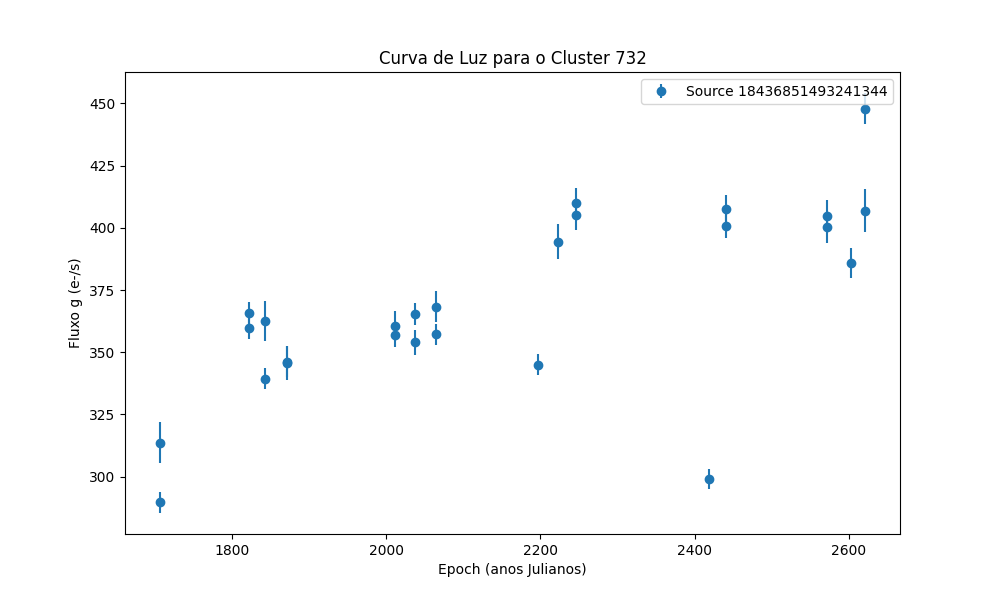 Curva de Luz para o Cluster 732
Source 18436851493241344
450
425
400
375
350
325
300
Fluxo g (e-/s)
1800 2000 2200 2400 2600
Epoch (anos Julianos)